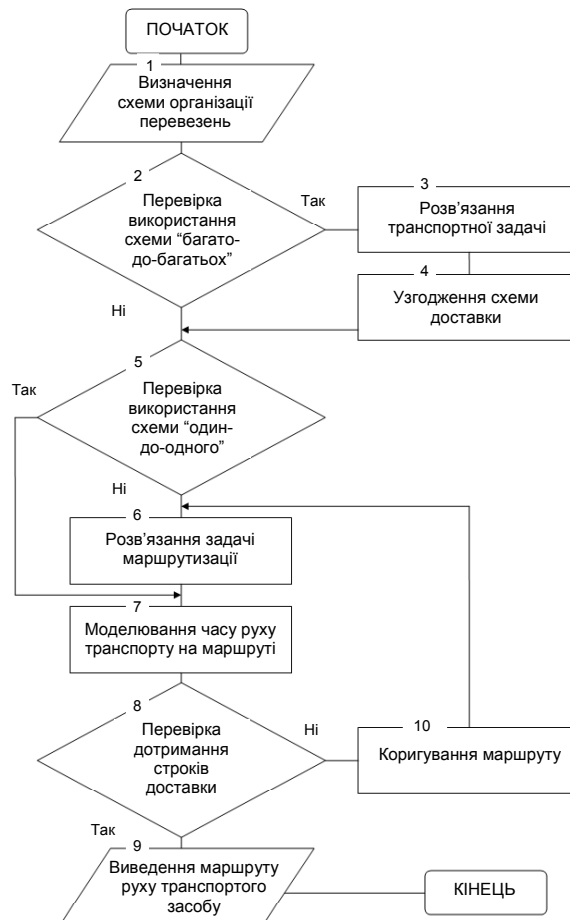 ПОЧАТОК
1
Визначення
схеми організації
перевезень
2
Перевірка
використання
схеми “багато-
до-багатьох”
Так
3
Розв’язання
транспортної задачі
4
Узгодження схеми
доставки
Ні
5
Так
Перевірка
використання
схеми “один-
до-одного”
Ні
6
Розв’язання задачі
маршрутизації
7
Моделювання часу руху
транспорту на маршруті
8
Перевірка
дотримання
строків
доставки
Ні
10
Коригування маршруту
Так
9
Виведення маршруту
руху транспортого
засобу
КІНЕЦЬ